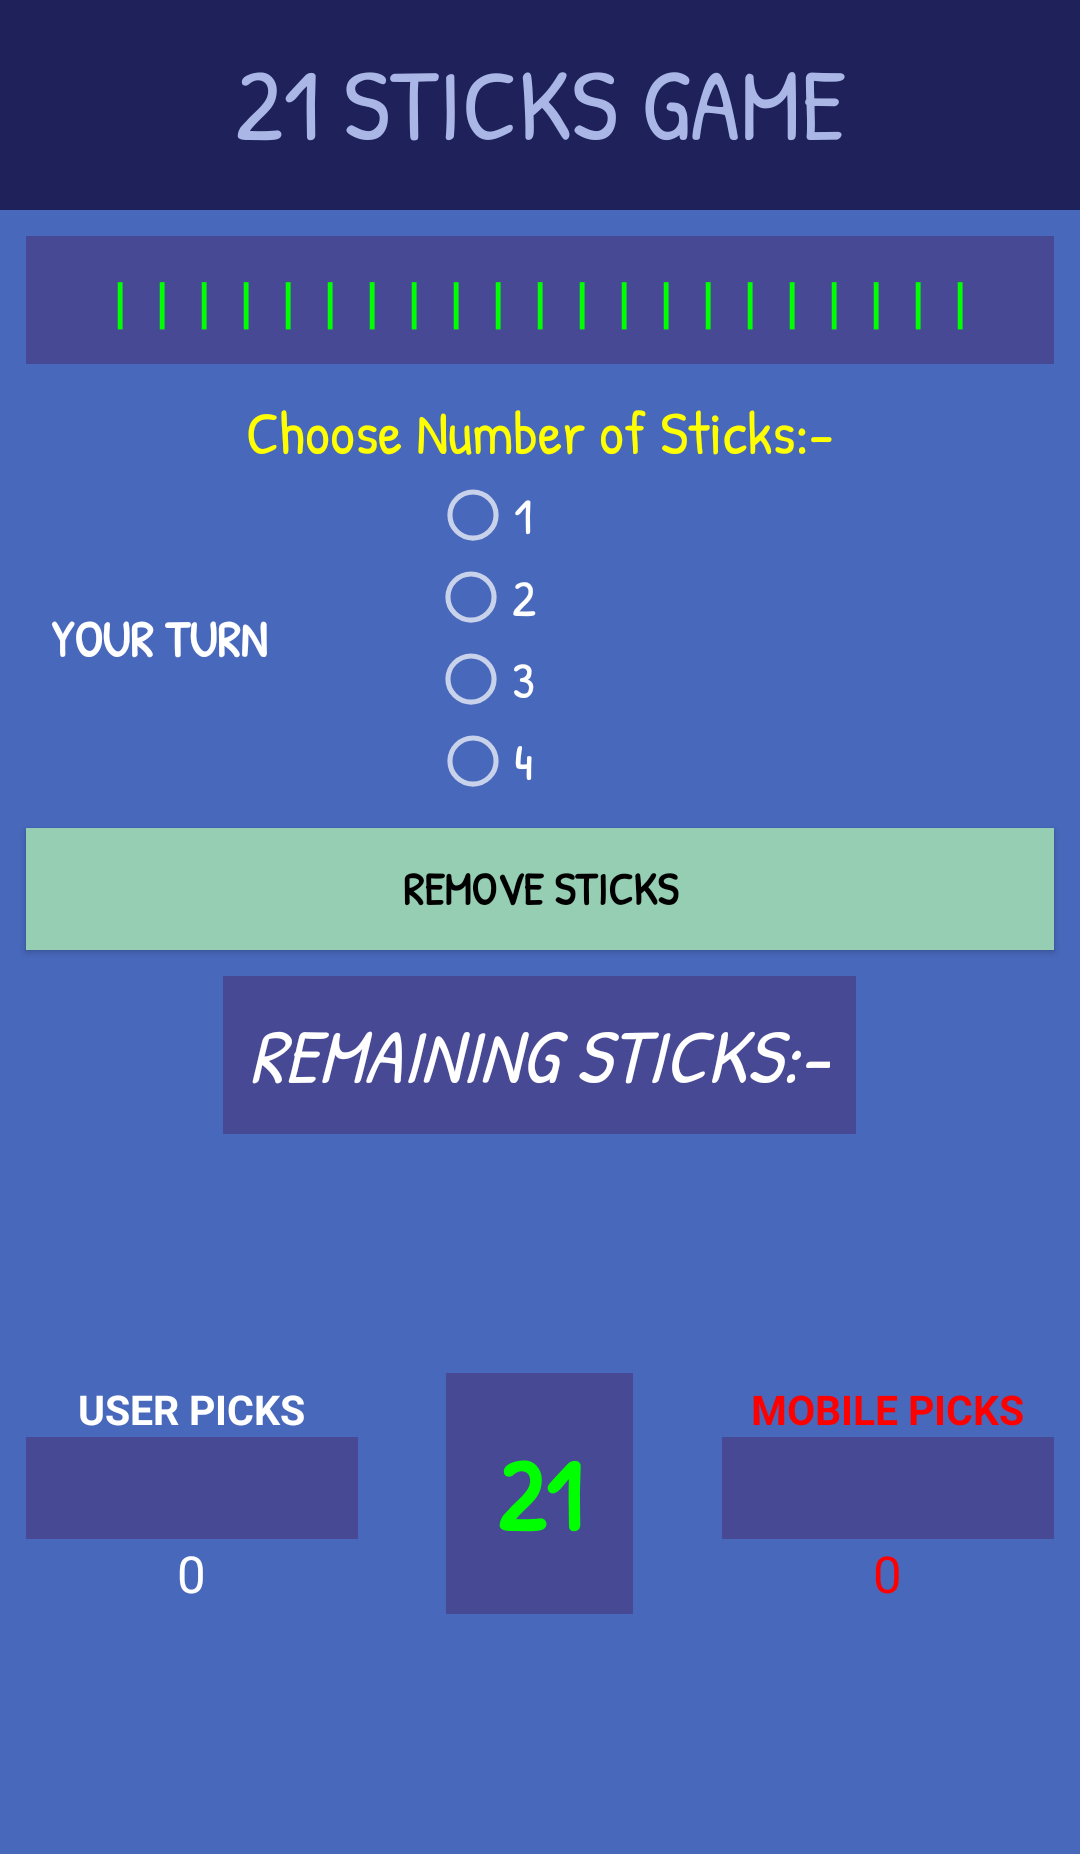 21 STICKS GAME
| | | | | | | | | | | | | | | | | | | | |
Choose Number of Sticks:-
1
2
YOUR TURN
3
4
REMOVE STICKS
REMAINING STICKS:-
USER PICKS
MOBILE PICKS
21
0
0